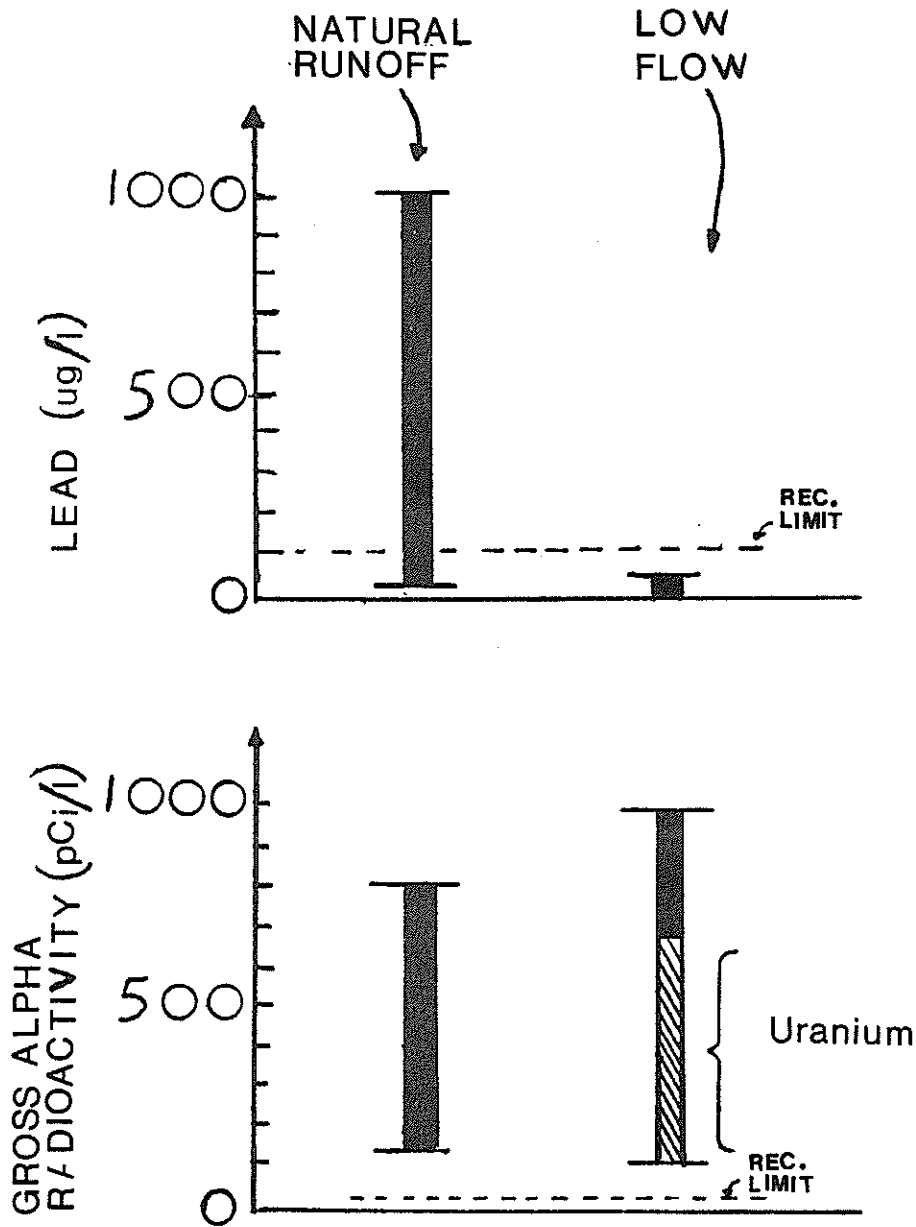 NATURAL
RUNOFF
LOW
FLOW
LEAD (ug/l)
1000
500
0
REC.
LIMIT
GROSS ALPHA
RADIOACTIVITY (pCi/l)
1000
500
0
Uranium
REC.
LIMIT